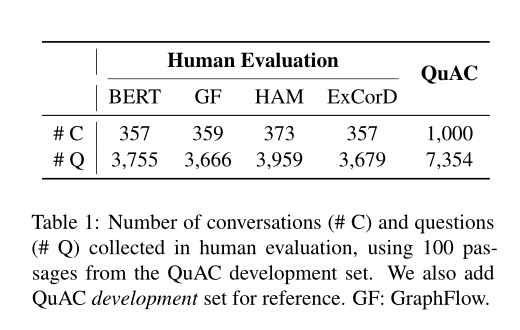 Human Evaluation QuAC
BERT GF HAM ExCorD
# C 357 359 373 357 1,000
# Q 3,755 3,666 3,959 3,679 7,354
Table 1: Number of conversations (# C) and questions
(# Q) collected in human evaluation, using 100 pas-
sages from the QuAC development set. We also add
QuAC development set for reference. GF: GraphFlow.